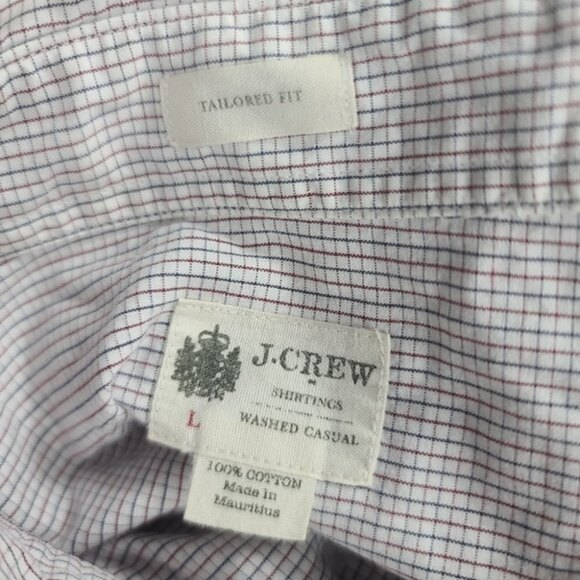 TAILORED FIT
J.CREW
SHIRTINGS
WASHED CASUAL
L
100% COTTON
Made in
Mauritius